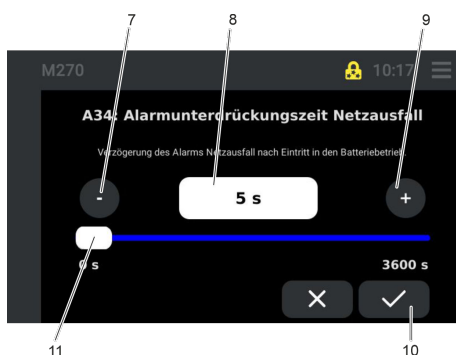 7 8 9
M270 10:17
A34: Alarmunterdrückungszeit Netzausfall
Verzögerung des Alarms Netzausfall nach Eintritt in den Batteriebetrieb.
- 5 s +
0 s 3600 s
11 10